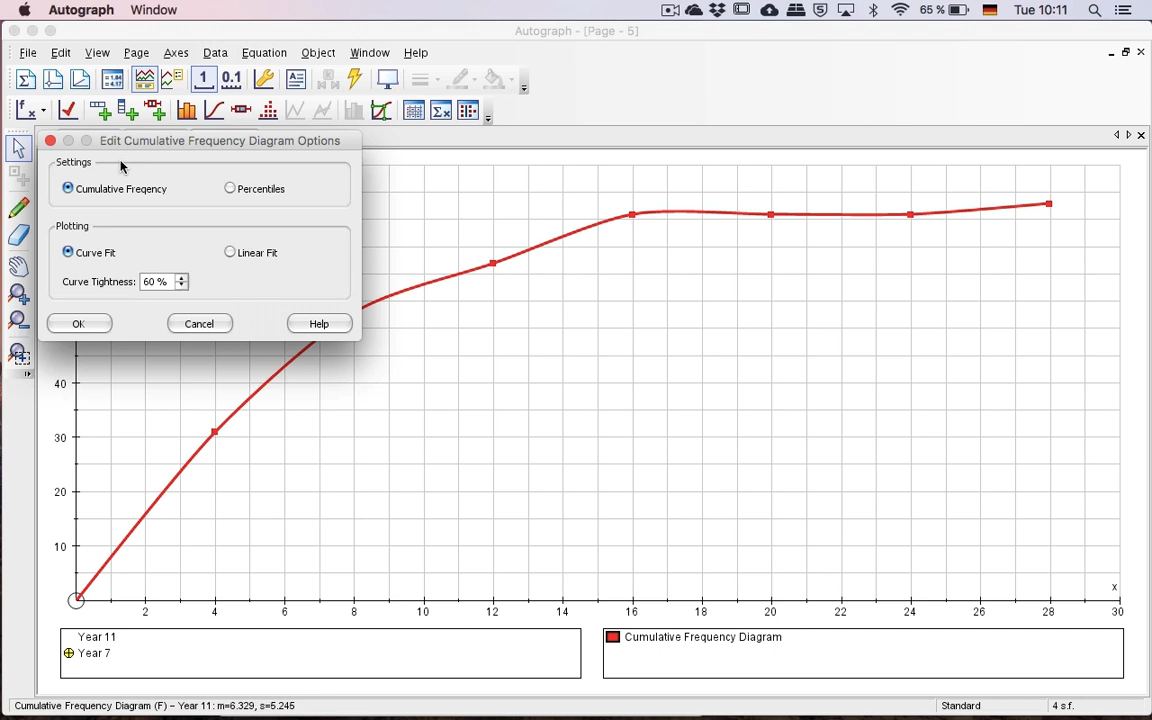 Autograph Window 65% Tue 10:11
Autograph - [Page - 5]
File Edit View Page Axes Data Equation Object Window Help
1 0.1
Edit Cumulative Frequency Diagram Options
Settings
Cumulative Freqency Percentiles
Plotting
Curve Fit Linear Fit
Curve Tightness: 60 %
OK Cancel Help
40
30
20
10
x
2 4 6 8 10 12 14 16 18 20 22 24 26 28 30
Year 11 Cumulative Frequency Diagram
Year 7
Cumulative Frequency Diagram (F) – Year 11: m=6.329, s=5.245 Standard 4 s.f.